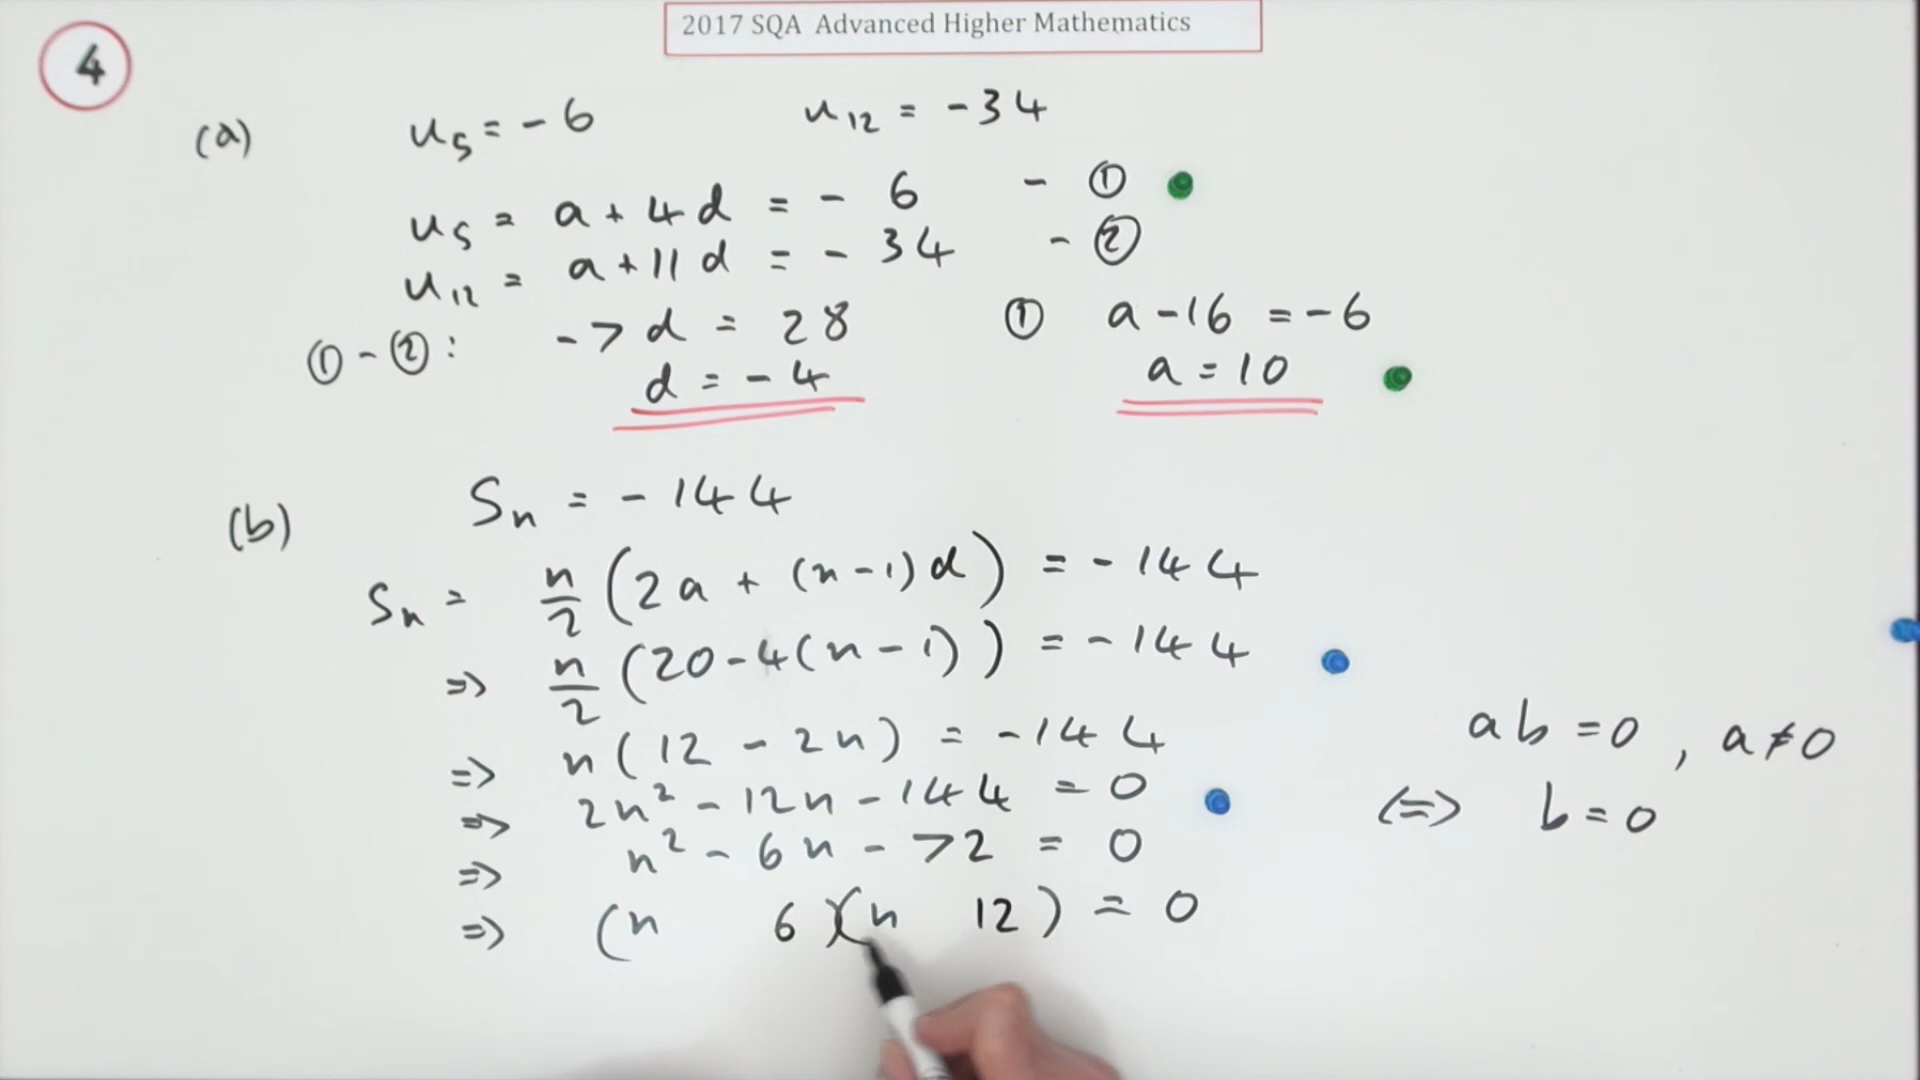 2017 SQA Advanced Higher Mathematics
4
(a) u₅ = - 6 u₁₂ = - 34
u₅ = a + 4d = - 6 - ①
u₁₂ = a + 11d = - 34 - ②
① - ② : - 7d = 28 ① a - 16 = - 6
d = - 4 a = 10
(b) Sₙ = - 144
Sₙ = n/2 (2a + (n - 1)d) = - 144
=> n/2 (20 - 4(n - 1)) = - 144
=> n(12 - 2n) = - 144
=> 2n² - 12n - 144 = 0
=> n² - 6n - 72 = 0
=> (n 6)(n 12) = 0
ab = 0, a ≠ 0
<=> b = 0